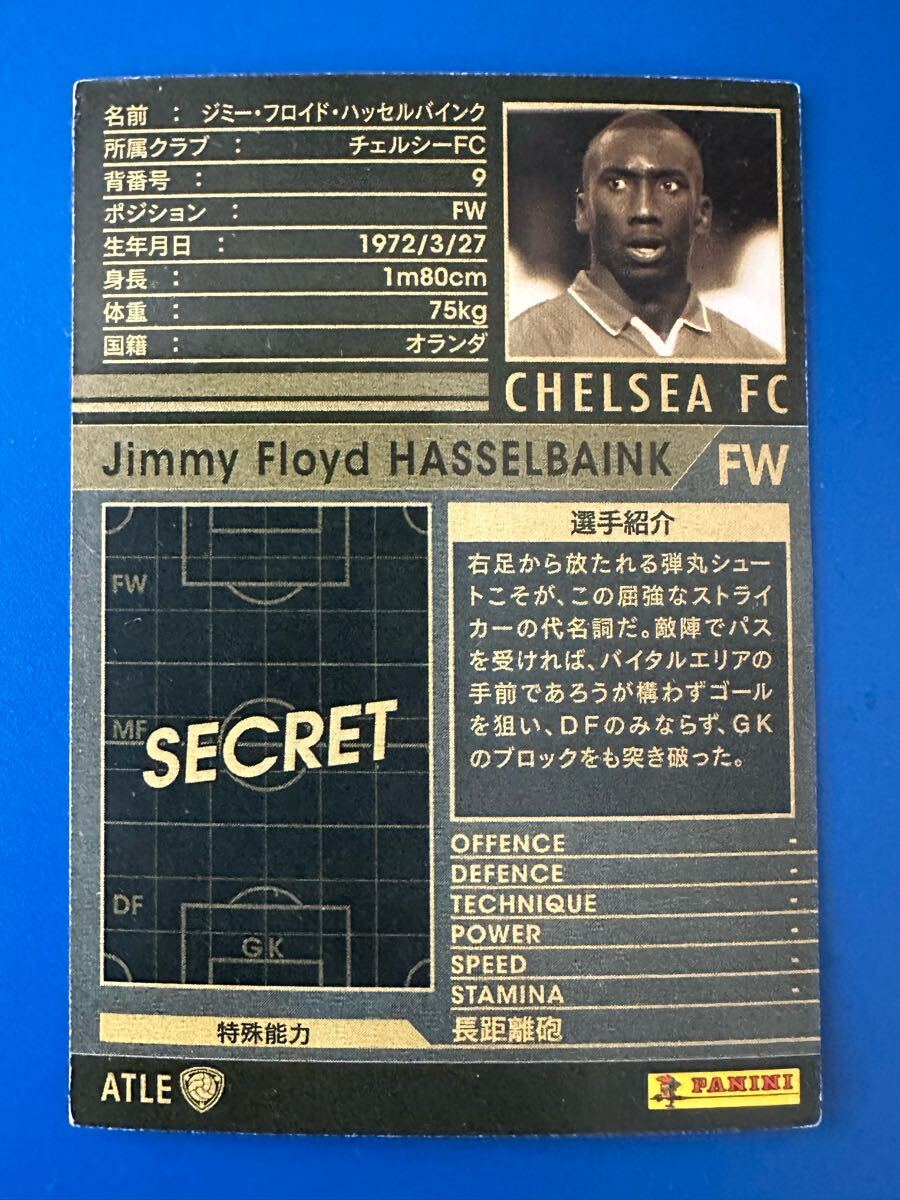 名前 : ジミー・フロイド・ハッセルバインク
所属クラブ : チェルシーFC
背番号 : 9
ポジション : FW
生年月日 : 1972/3/27
身長 : 1m80cm
体重 : 75kg
国籍 : オランダ
CHELSEA FC
Jimmy Floyd HASSELBAINK
FW
FW
MF
SECRET
DF
GK
選手紹介
右足から放たれる弾丸シュー
トこそが、この屈強なストライ
カーの代名詞だ。敵陣でパス
を受ければ、バイタルエリアの
手前であろうが構わずゴール
を狙い、DFのみならず、GK
のブロックをも突き破った。
OFFENCE -
DEFENCE -
TECHNIQUE -
POWER -
SPEED -
STAMINA -
特殊能力 長距離砲
ATLE
PANINI